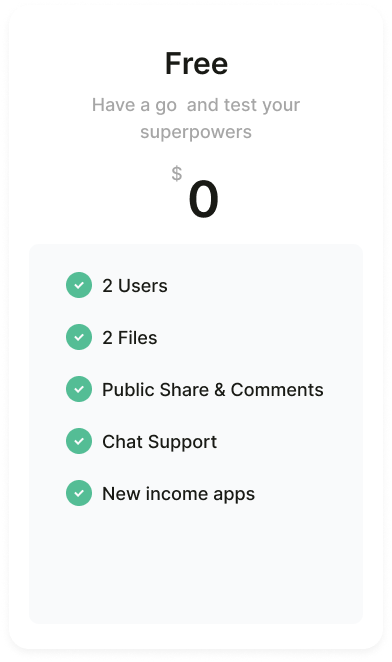 Free
Have a go  and test your
superpowers
$
0
2 Users
2 Files
Public Share & Comments
Chat Support
New income apps